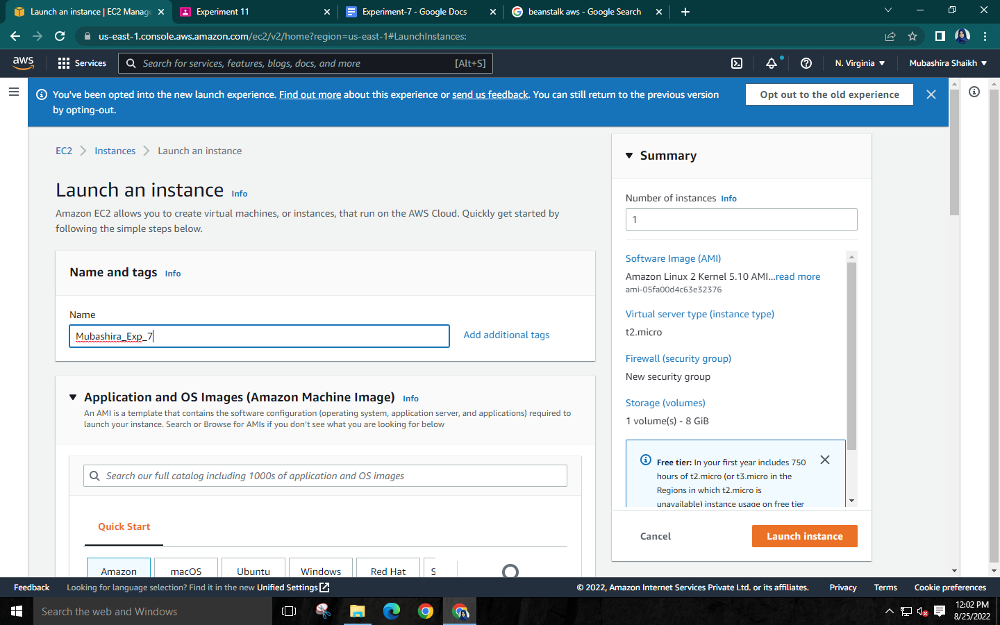 Launch an instance | EC2 Manage
Experiment 11
Experiment-7 - Google Docs
beanstalk aws - Google Search
us-east-1.console.aws.amazon.com/ec2/v2/home?region=us-east-1#LaunchInstances:
aws
Services
Search for services, features, blogs, docs, and more
[Alt+S]
N. Virginia
Mubashira Shaikh
You've been opted into the new launch experience. Find out more about this experience or send us feedback. You can still return to the previous version
by opting-out.
Opt out to the old experience
EC2
Instances
Launch an instance
Launch an instance Info
Amazon EC2 allows you to create virtual machines, or instances, that run on the AWS Cloud. Quickly get started by
following the simple steps below.
Name and tags Info
Name
Mubashira_Exp_7
Add additional tags
Application and OS Images (Amazon Machine Image) Info
An AMI is a template that contains the software configuration (operating system, application server, and applications) required to
launch your instance. Search or Browse for AMIs if you don't see what you are looking for below
Search our full catalog including 1000s of application and OS images
Quick Start
Amazon
macOS
Ubuntu
Windows
Red Hat
S
Summary
Number of instances Info
1
Software Image (AMI)
Amazon Linux 2 Kernel 5.10 AMI...read more
ami-05fa00d4c63e32376
Virtual server type (instance type)
t2.micro
Firewall (security group)
New security group
Storage (volumes)
1 volume(s) - 8 GiB
Free tier: In your first year includes 750
hours of t2.micro (or t3.micro in the
Regions in which t2.micro is
unavailable) instance usage on free tier
Cancel
Launch instance
Feedback
Looking for language selection? Find it in the new Unified Settings
© 2022, Amazon Internet Services Private Ltd. or its affiliates.
Privacy
Terms
Cookie preferences
Search the web and Windows
12:02 PM
8/25/2022